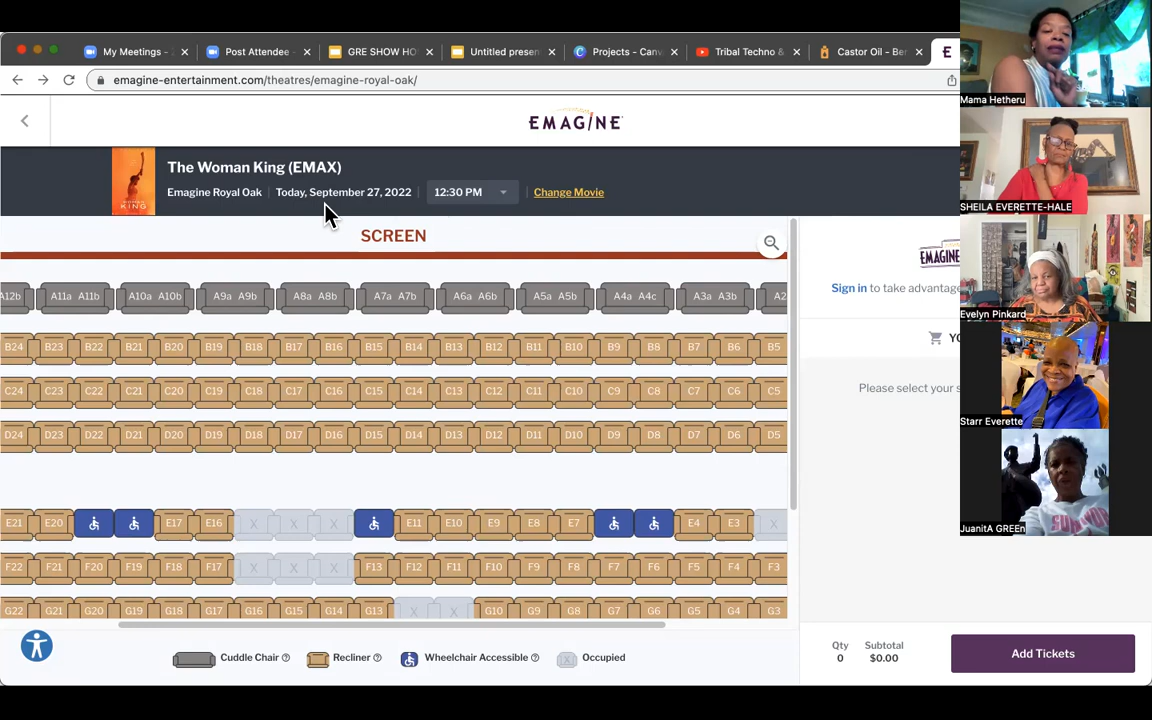 My Meetings -
Post Attendee -
GRE SHOW HO
Untitled presen
Projects - Canv
Tribal Techno &
Castor Oil - Ber
emagine-entertainment.com/theatres/emagine-royal-oak/
Mama Hetheru
EMAGINE
The Woman King (EMAX)
Emagine Royal Oak | Today, September 27, 2022 12:30 PM Change Movie
SHEILA EVERETTE-HALE
SCREEN
EMAGINE
Sign in to take advantage
A12b A11a A11b A10a A10b A9a A9b A8a A8b A7a A7b A6a A6b A5a A5b A4a A4c A3a A3b A2
Evelyn Pinkard
YO
B24 B23 B22 B21 B20 B19 B18 B17 B16 B15 B14 B13 B12 B11 B10 B9 B8 B7 B6 B5
Please select your s
C24 C23 C22 C21 C20 C19 C18 C17 C16 C15 C14 C13 C12 C11 C10 C9 C8 C7 C6 C5
Starr Everette
D24 D23 D22 D21 D20 D19 D18 D17 D16 D15 D14 D13 D12 D11 D10 D9 D8 D7 D6 D5
E21 E20 E17 E16 X X X E11 E10 E9 E8 E7 E4 E3 X
JuanitA GREEn
F22 F21 F20 F19 F18 F17 X X X F13 F12 F11 F10 F9 F8 F7 F6 F5 F4 F3
G22 G21 G20 G19 G18 G17 G16 G15 G14 G13 X X G10 G9 G8 G7 G6 G5 G4 G3
Cuddle Chair Recliner Wheelchair Accessible X Occupied
Qty Subtotal
0 $0.00
Add Tickets